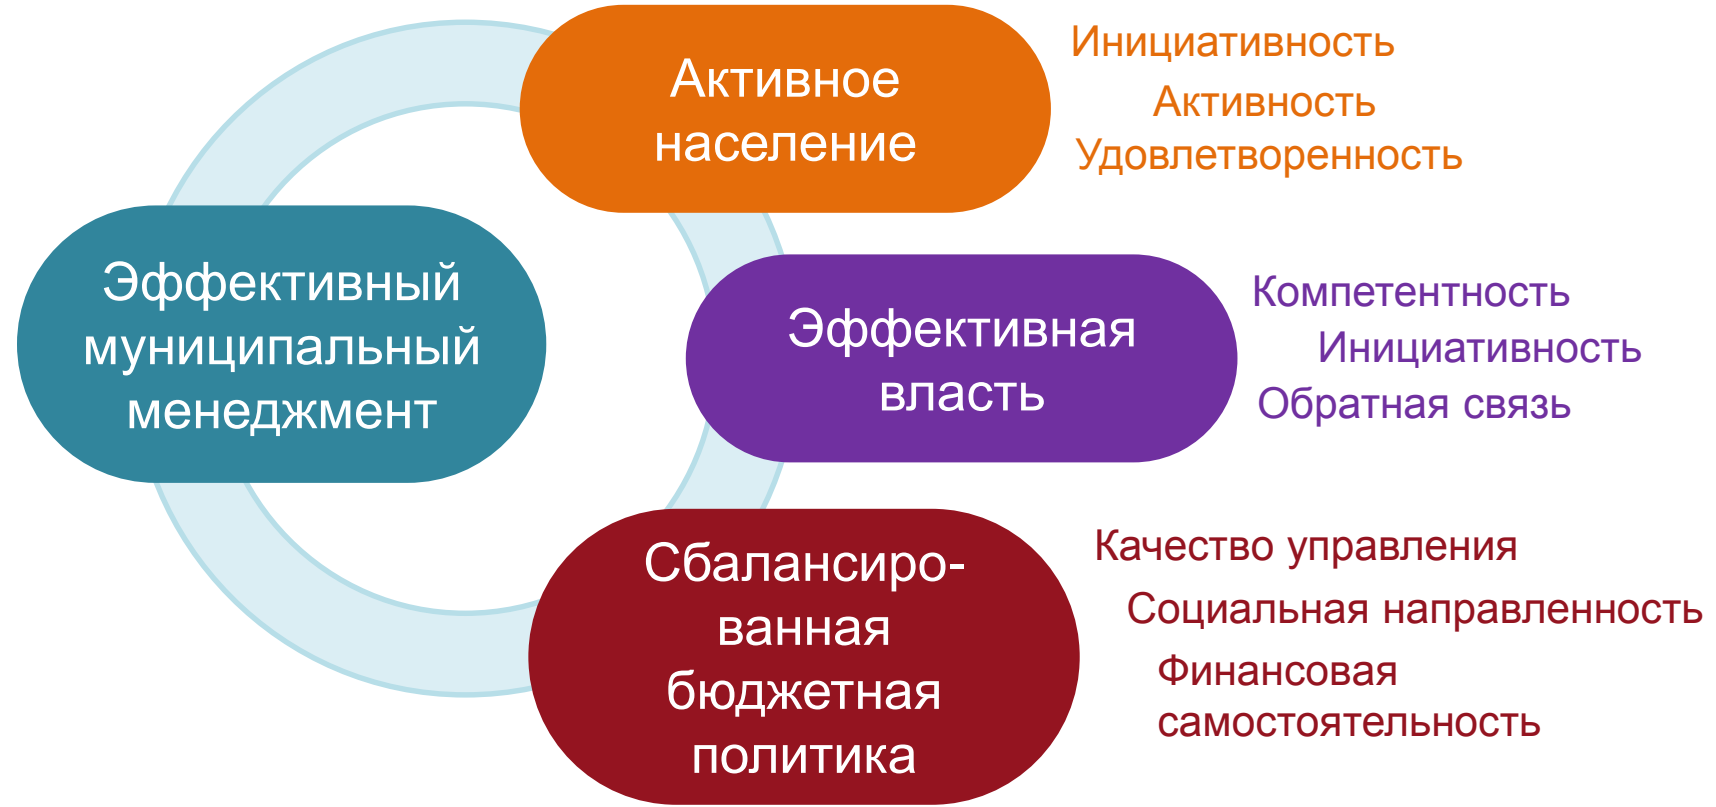 Активное
население
Инициативность
Активность
Удовлетворенность
Эффективный
муниципальный
менеджмент
Эффективная
власть
Компетентность
Инициативность
Обратная связь
Сбалансиро-
ванная
бюджетная
политика
Качество управления
Социальная направленность
Финансовая
самостоятельность